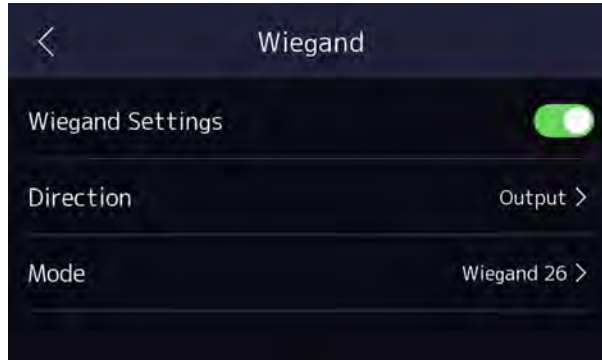 Wiegand
Wiegand Settings
Direction Output >
Mode Wiegand 26 >